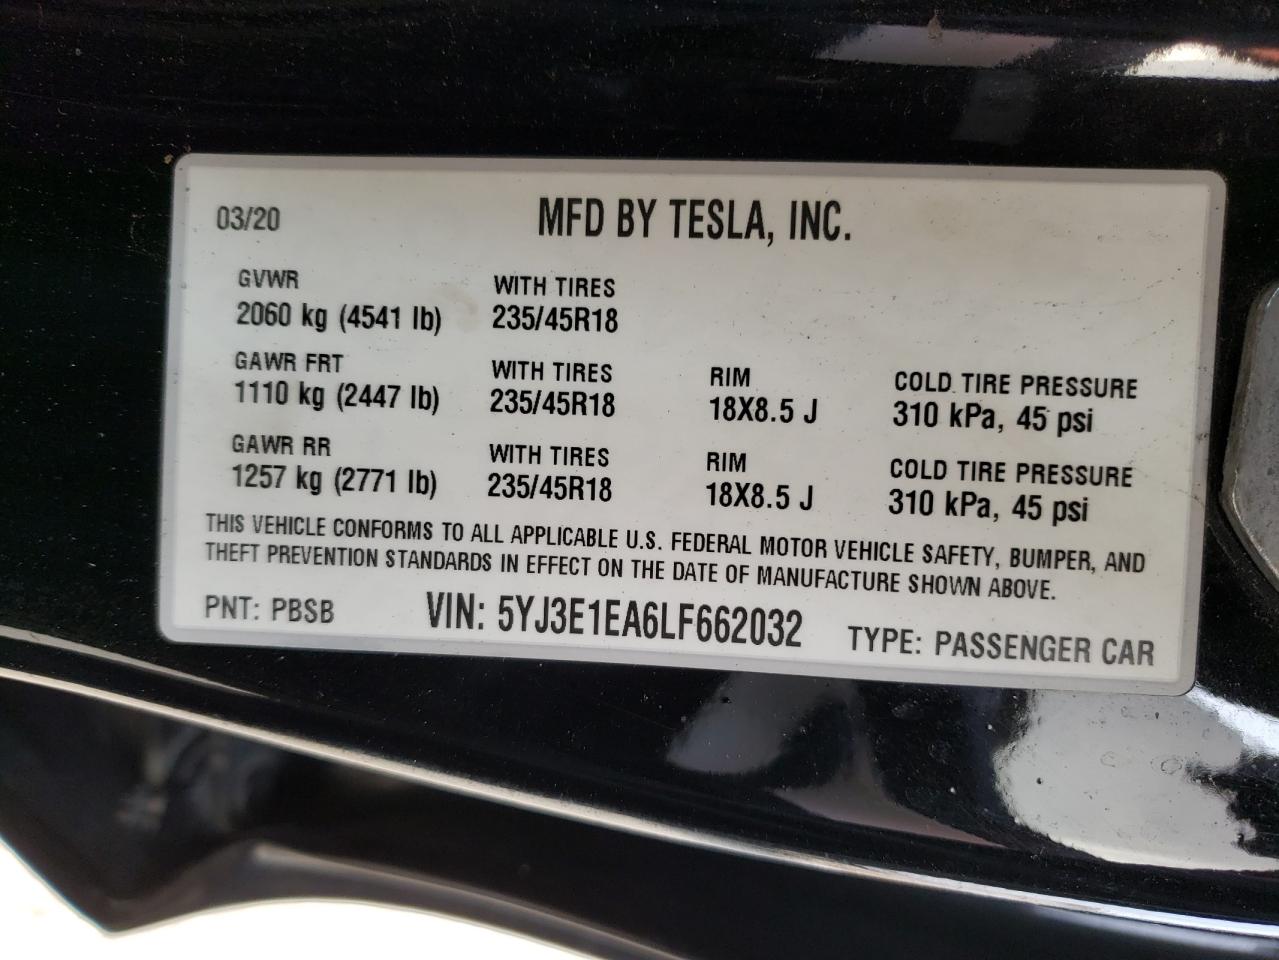 03/20 MFD BY TESLA, INC.
GVWR WITH TIRES
2060 kg (4541 lb) 235/45R18
GAWR FRT WITH TIRES RIM COLD TIRE PRESSURE
1110 kg (2447 lb) 235/45R18 18X8.5 J 310 kPa, 45 psi
GAWR RR WITH TIRES RIM COLD TIRE PRESSURE
1257 kg (2771 lb) 235/45R18 18X8.5 J 310 kPa, 45 psi
THIS VEHICLE CONFORMS TO ALL APPLICABLE U.S. FEDERAL MOTOR VEHICLE SAFETY, BUMPER, AND
THEFT PREVENTION STANDARDS IN EFFECT ON THE DATE OF MANUFACTURE SHOWN ABOVE.
PNT: PBSB VIN: 5YJ3E1EA6LF662032 TYPE: PASSENGER CAR